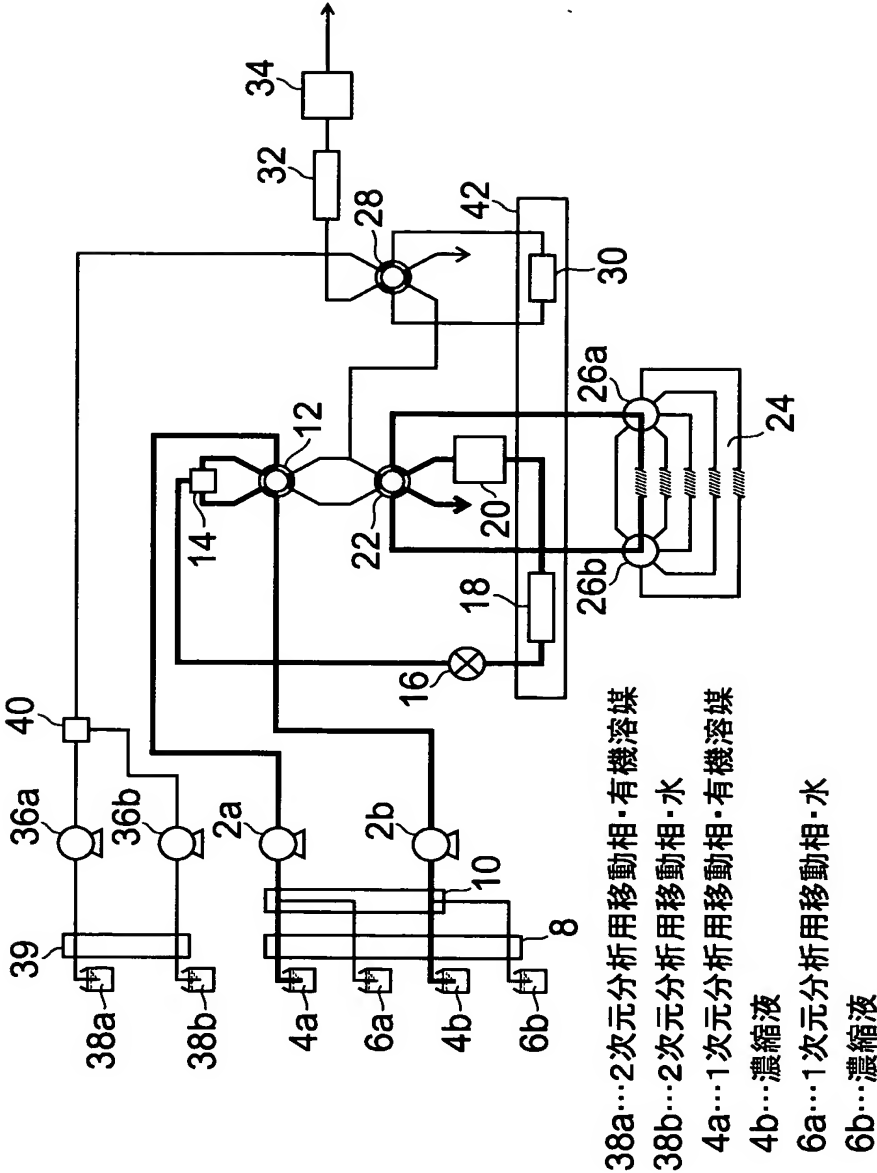 34
32
28
42
30
12
14
22
20
18
16
26a
26b
24
40
36a
36b
2a
2b
10
39
8
38a
38b
4a
6a
4b
6b
38a…2次元分析用移動相・有機溶媒
38b…2次元分析用移動相・水
4a…1次元分析用移動相・有機溶媒
4b…濃縮液
6a…1次元分析用移動相・水
6b…濃縮液